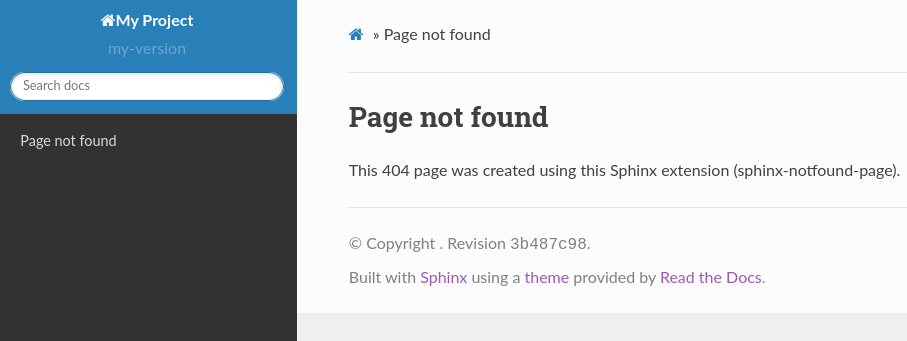 My Project
my-version
Search docs
Page not found
» Page not found
Page not found
This 404 page was created using this Sphinx extension (sphinx-notfound-page).
© Copyright . Revision 3b487c98.
Built with Sphinx using a theme provided by Read the Docs.